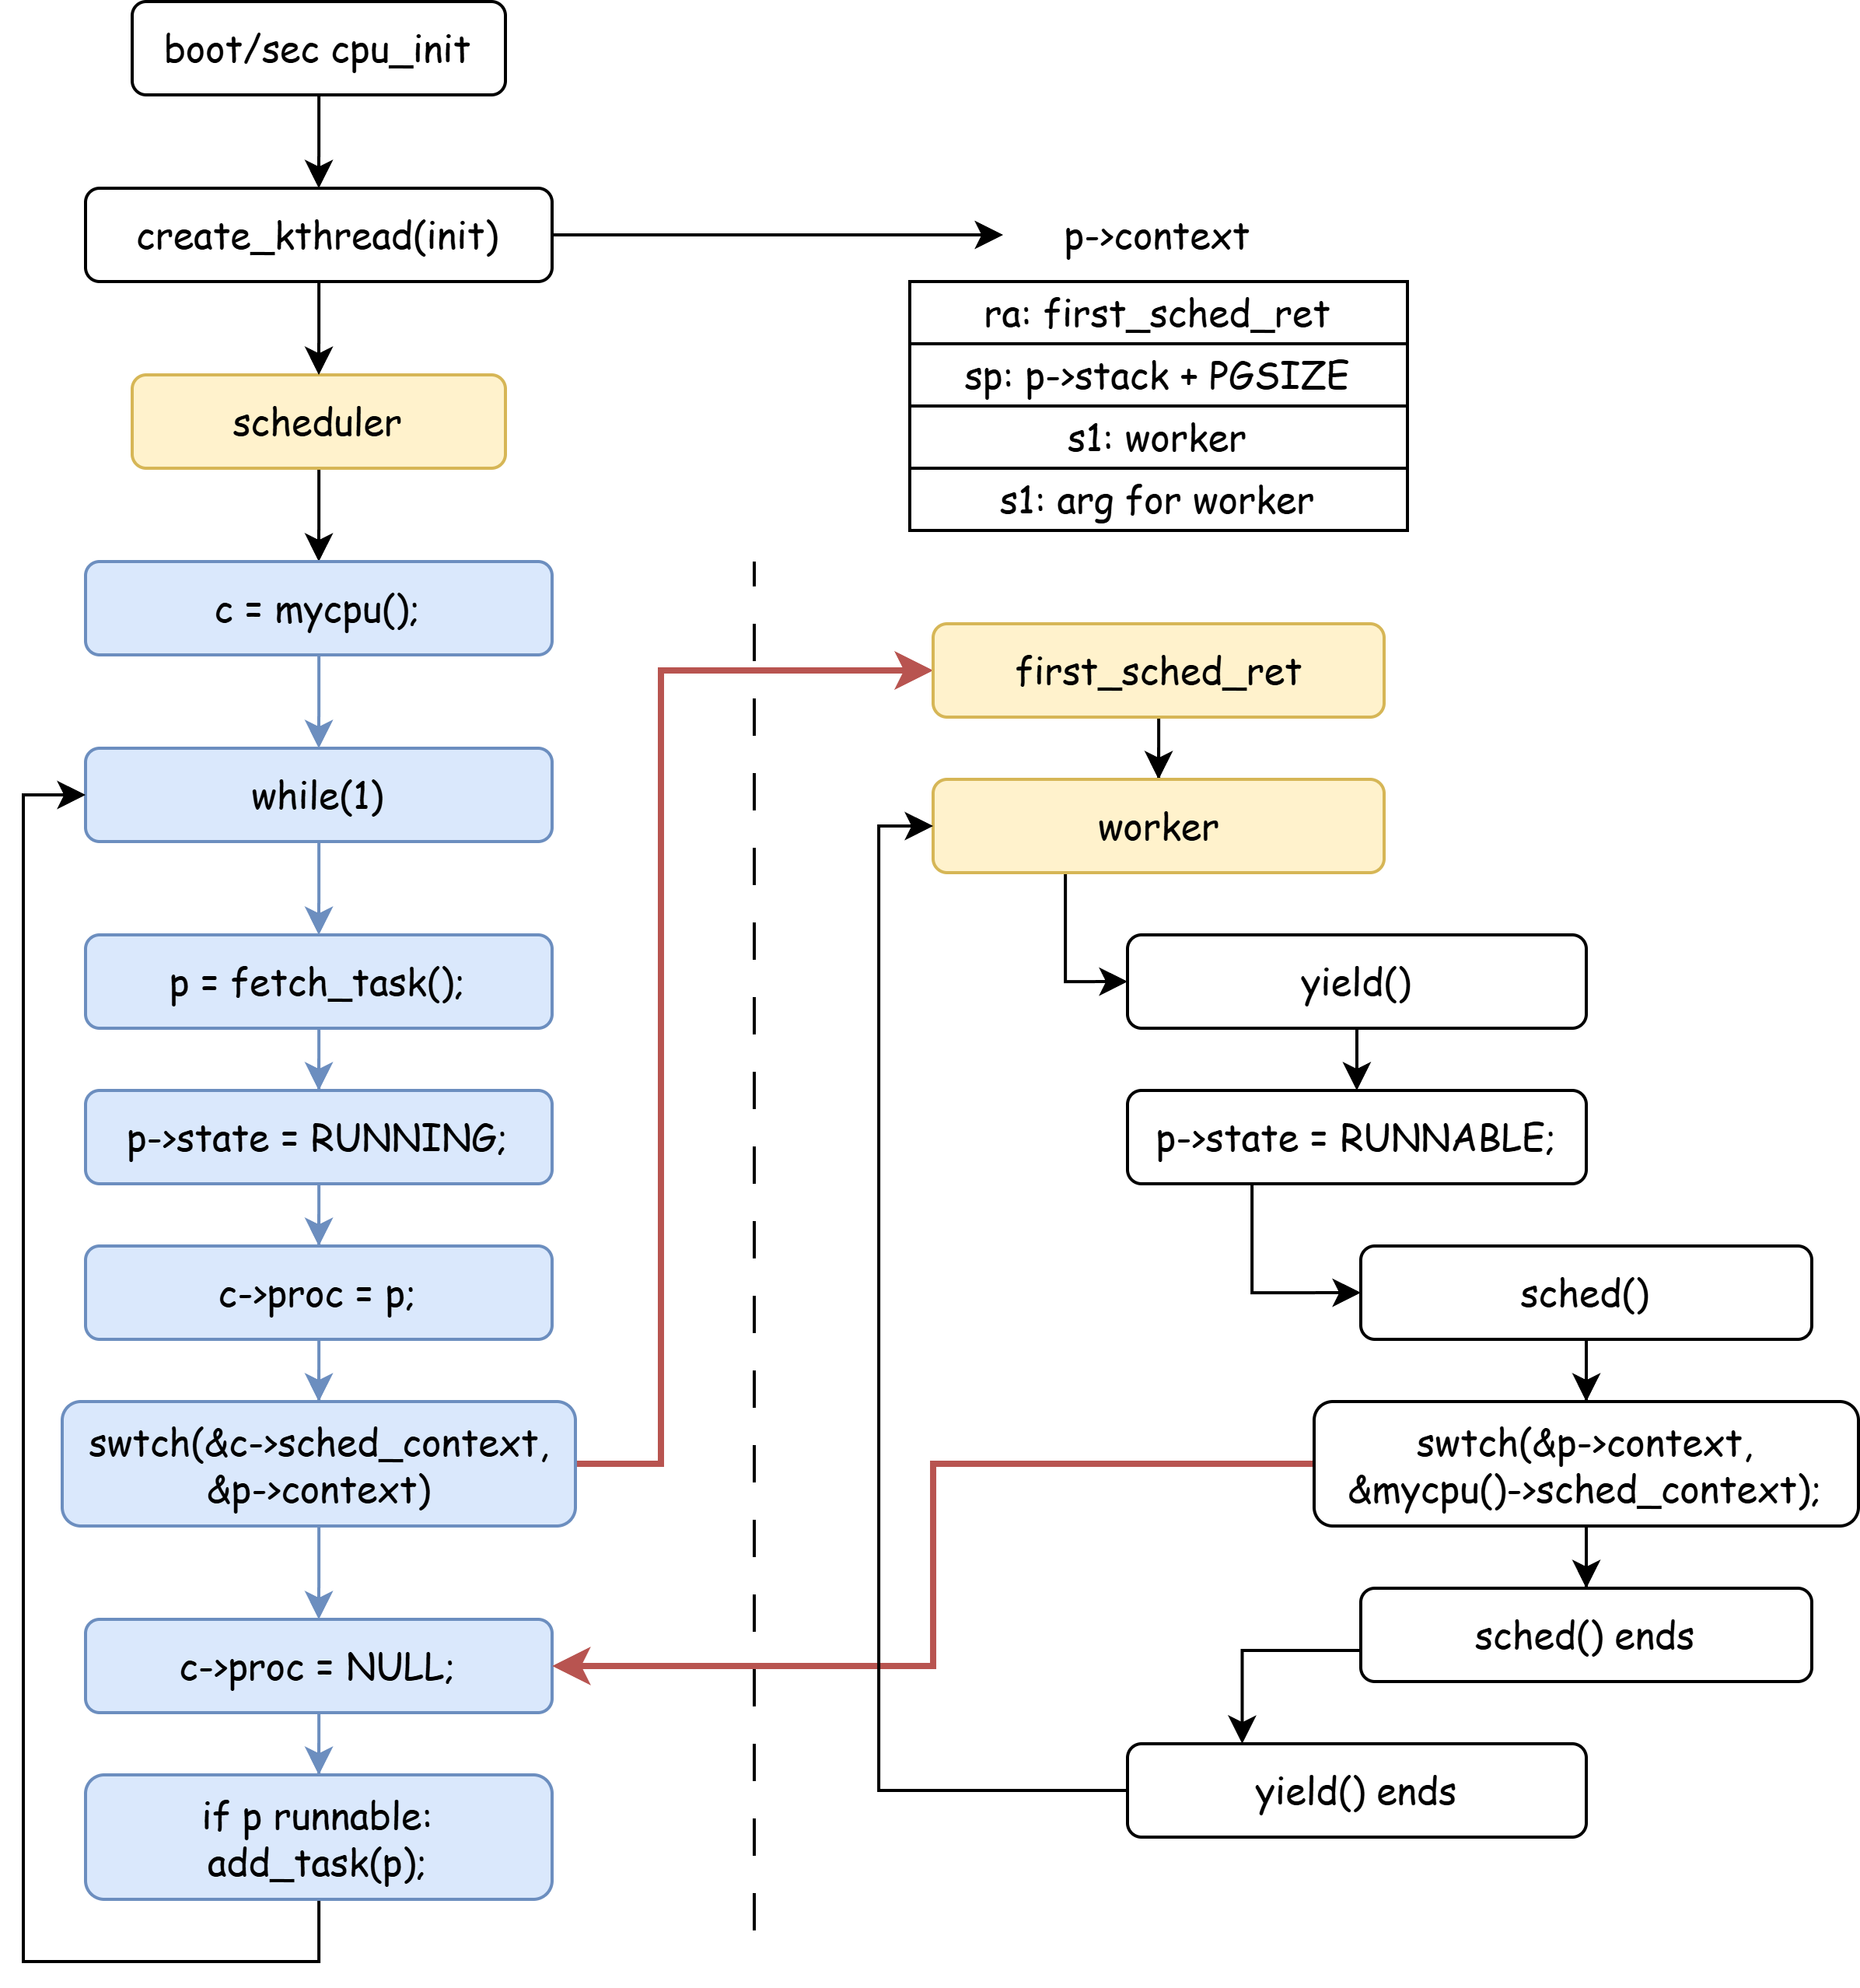 boot/sec cpu_init
create_kthread(init)
p->context
ra: first_sched_ret
sp: p->stack + PGSIZE
s1: worker
s1: arg for worker
scheduler
c = mycpu();
while(1)
p = fetch_task();
p->state = RUNNING;
c->proc = p;
swtch(&c->sched_context,
&p->context)
c->proc = NULL;
if p runnable:
add_task(p);
first_sched_ret
worker
yield()
p->state = RUNNABLE;
sched()
swtch(&p->context,
&mycpu()->sched_context);
sched() ends
yield() ends